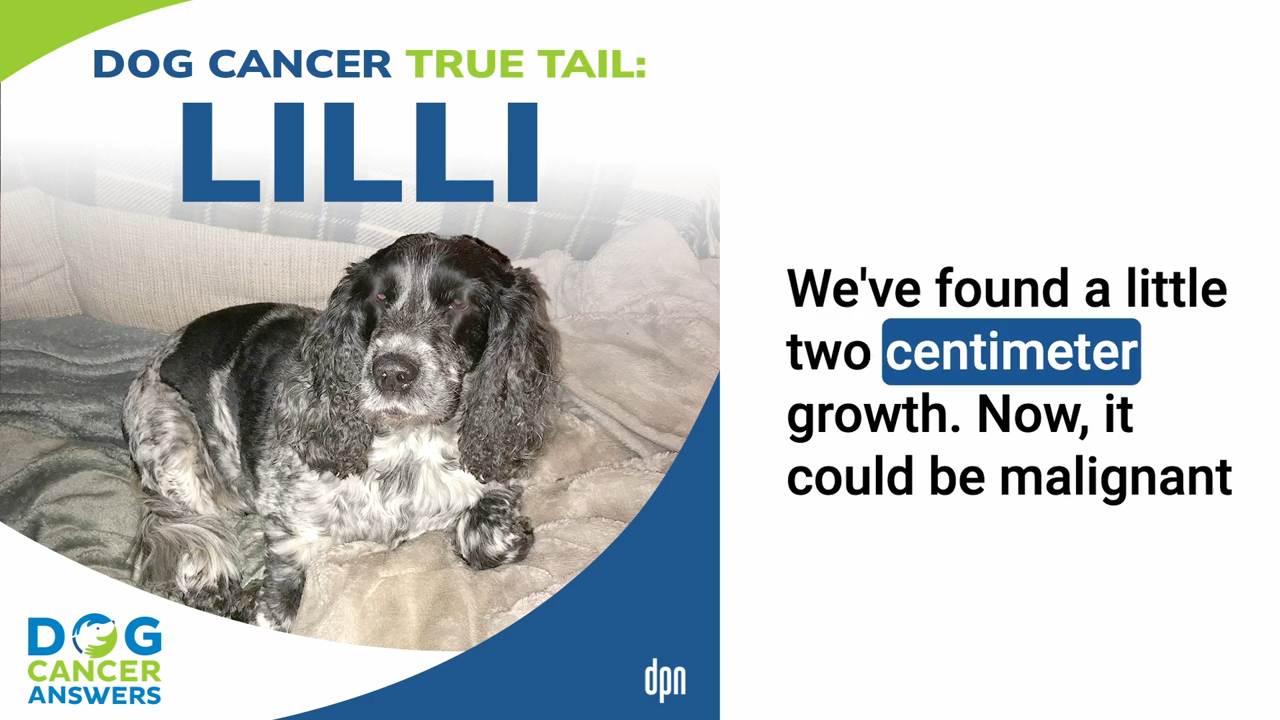 DOG CANCER TRUE TAIL:
LILLI
We've found a little
two centimeter
growth. Now, it
could be malignant
DOG
CANCER
ANSWERS
dpn